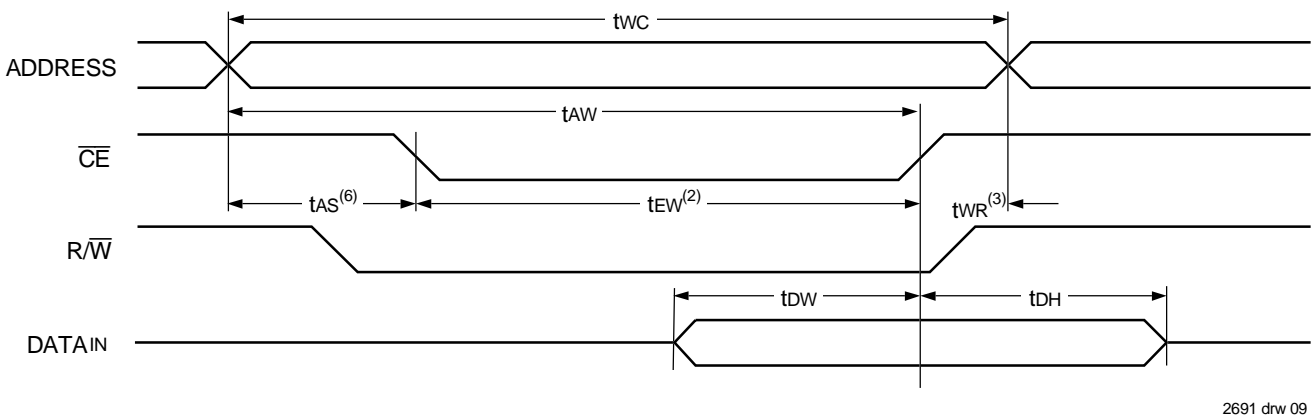 tWC
ADDRESS
tAW
CE
tAS(6) tEW(2) tWR(3)
R/W
tDW tDH
DATAIN
2691 drw 09